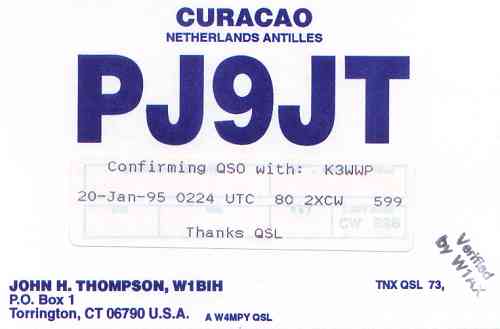 CURACAO
NETHERLANDS ANTILLES
PJ9JT
Confirming QSO with: K3WWP
20-Jan-95 0224 UTC 80 2XCW 599
Thanks QSL
Verified
by W1AX
JOHN H. THOMPSON, W1BIH
TNX QSL 73,
P.O. Box 1
Torrington, CT 06790 U.S.A. A W4MPY QSL